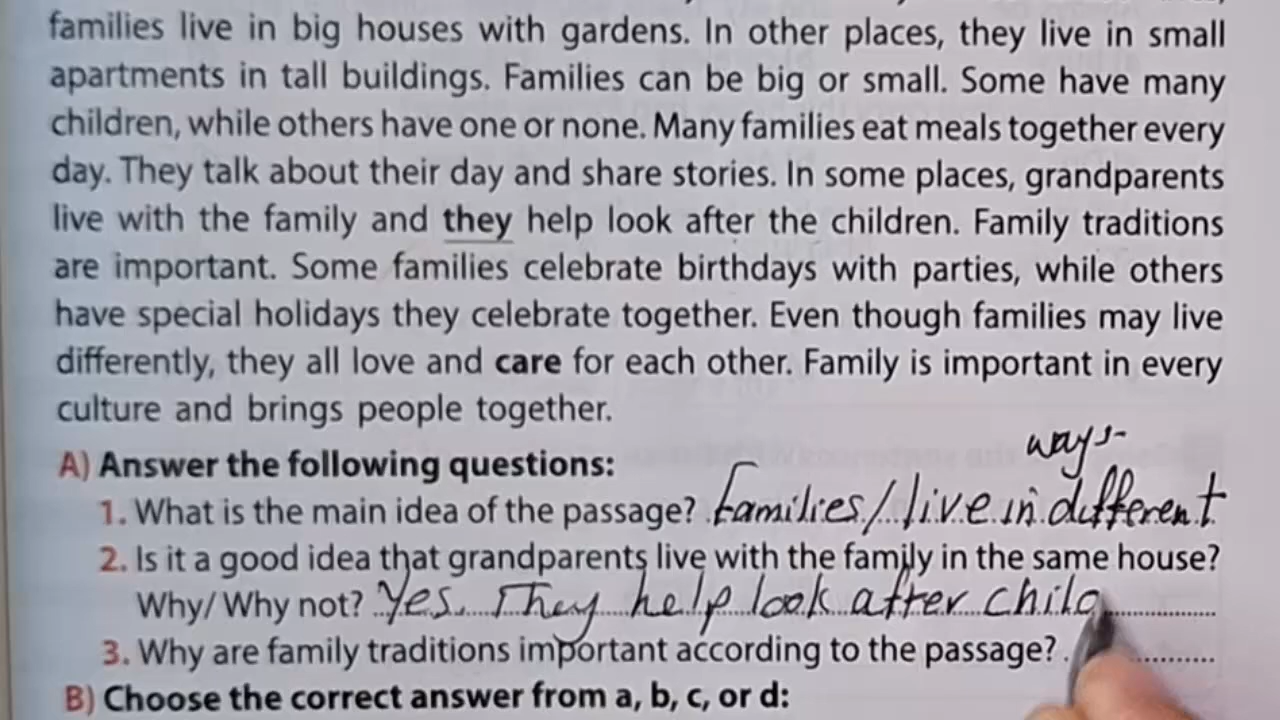 families live in big houses with gardens. In other places, they live in small
apartments in tall buildings. Families can be big or small. Some have many
children, while others have one or none. Many families eat meals together every
day. They talk about their day and share stories. In some places, grandparents
live with the family and they help look after the children. Family traditions
are important. Some families celebrate birthdays with parties, while others
have special holidays they celebrate together. Even though families may live
differently, they all love and care for each other. Family is important in every
culture and brings people together.
ways.
A) Answer the following questions:
1. What is the main idea of the passage? Families/live in different
2. Is it a good idea that grandparents live with the family in the same house?
Why/ Why not? Yes. They help look after chil
3. Why are family traditions important according to the passage?
B) Choose the correct answer from a, b, c, or d: